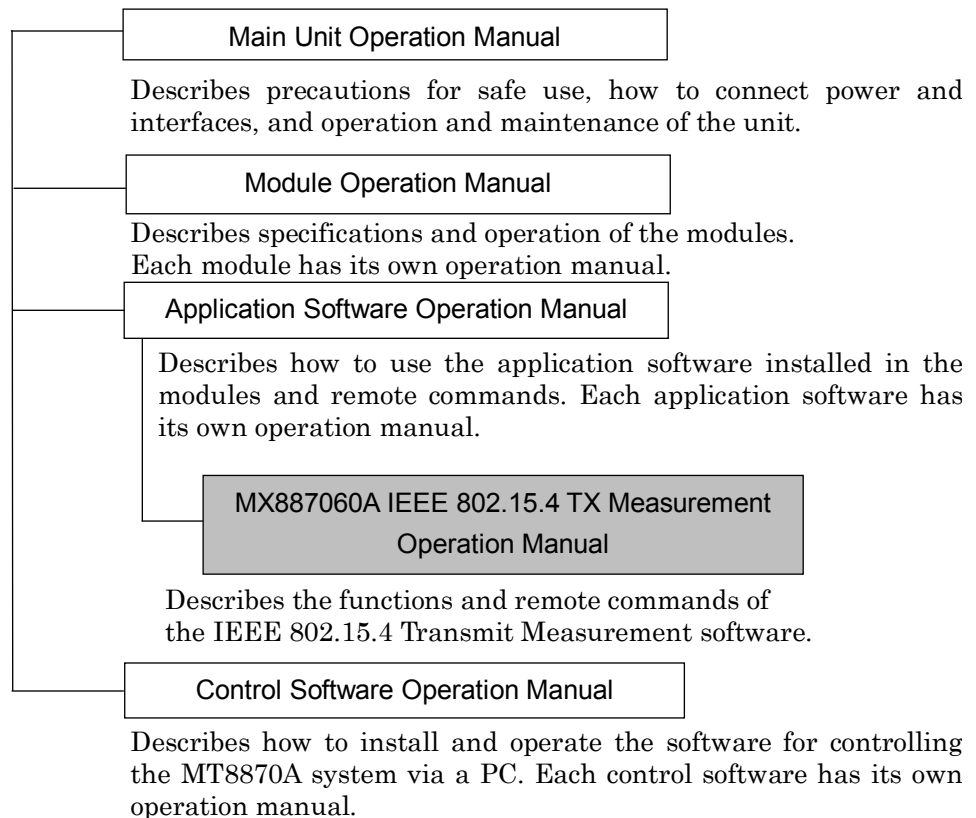 Main Unit Operation Manual
Describes precautions for safe use, how to connect power and
interfaces, and operation and maintenance of the unit.
Module Operation Manual
Describes specifications and operation of the modules.
Each module has its own operation manual.
Application Software Operation Manual
Describes how to use the application software installed in the
modules and remote commands. Each application software has
its own operation manual.
MX887060A IEEE 802.15.4 TX Measurement
Operation Manual
Describes the functions and remote commands of
the IEEE 802.15.4 Transmit Measurement software.
Control Software Operation Manual
Describes how to install and operate the software for controlling
the MT8870A system via a PC. Each control software has its own
operation manual.